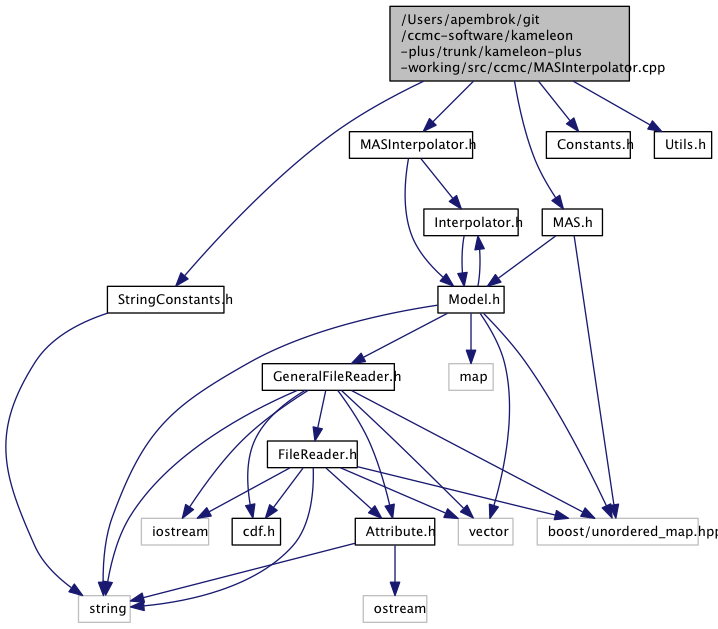 /Users/apembrok/git
/ccmc-software/kameleon
-plus/trunk/kameleon-plus
-working/src/ccmc/MASInterpolator.cpp
MASInterpolator.h
Constants.h
Utils.h
Interpolator.h
MAS.h
StringConstants.h
Model.h
GeneralFileReader.h
map
FileReader.h
iostream
cdf.h
Attribute.h
vector
boost/unordered_map.hpp
string
ostream